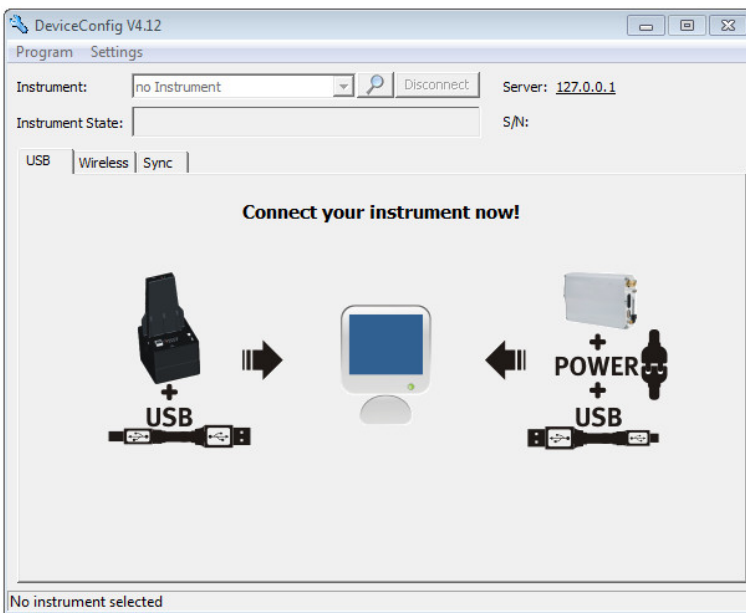 DeviceConfig V4.12
Program Settings
Instrument: no Instrument Disconnect Server: 127.0.0.1
Instrument State: S/N:
USB Wireless Sync
Connect your instrument now!
+
POWER
+
+
USB USB
No instrument selected